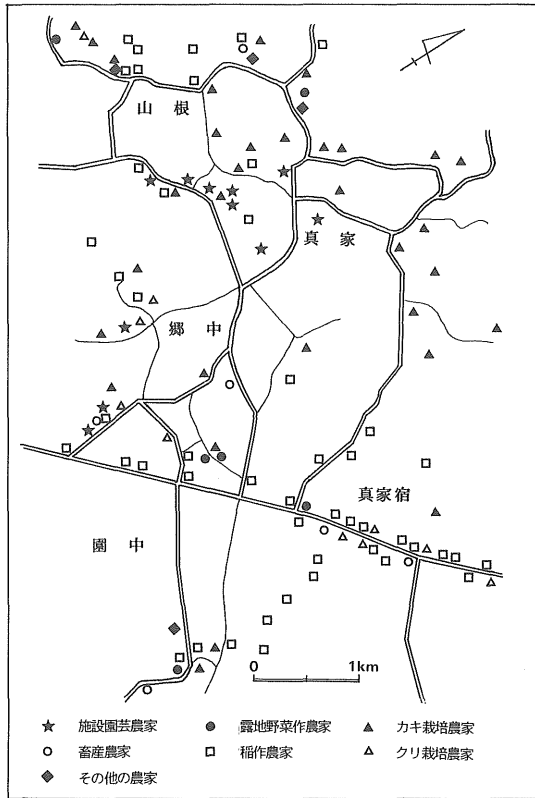 山根
真家
郷中
真家宿
園中
0 1km
施設園芸農家 露地野菜作農家 カキ栽培農家
畜産農家 稲作農家 クリ栽培農家
その他の農家